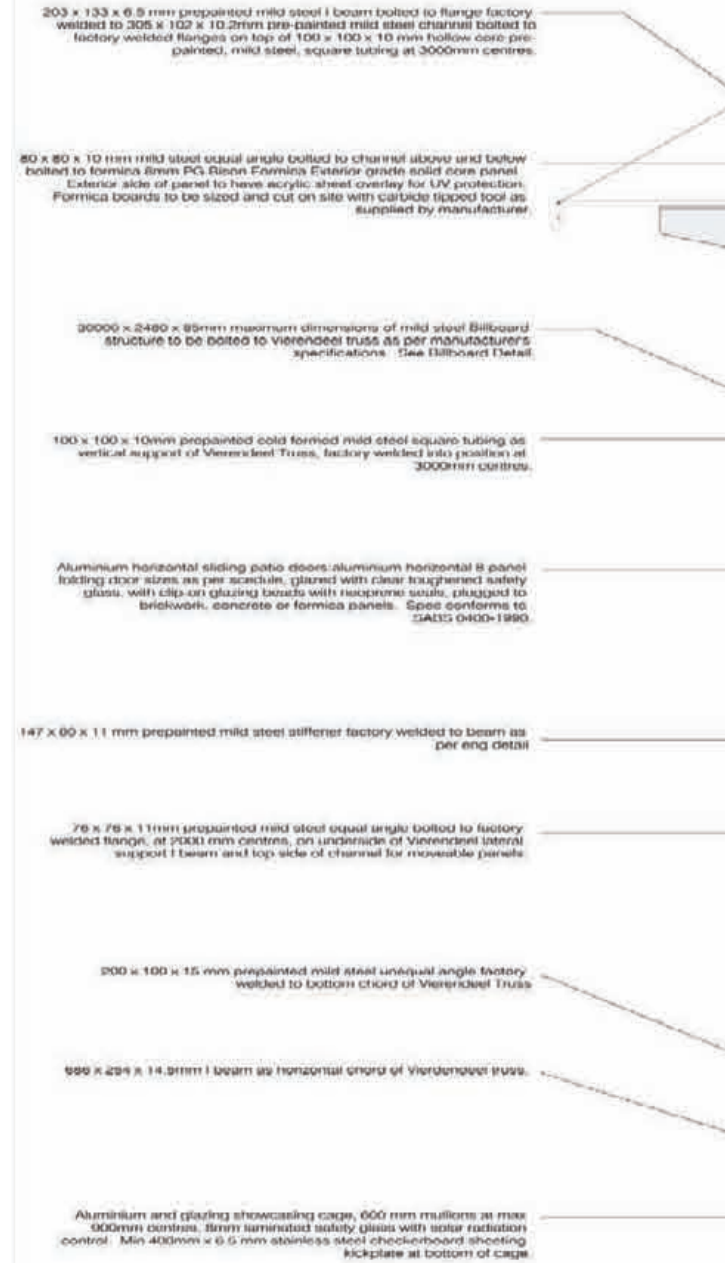 203 x 133 x 6.5 mm prepainted mild steel I beam bolted to flange factory
welded to 305 x 102 x 10.2mm pre-painted mild steel channel bolted to
factory welded flanges on top of 100 x 100 x 10 mm hollow core pre-
painted, mild steel, square tubing at 3000mm centres.
80 x 80 x 10 mm mild steel equal angle bolted to channel above and below
bolted to formica 8mm PG Bison Formica Exterior grade solid core panel.
Exterior side of panel to have acrylic sheet overlay for UV protection.
Formica boards to be sized and cut on site with carbide tipped tool as
supplied by manufacturer
x 2480 x mm maximum dimensions of mild steel Billboard
structure to be bolted to Vierendeel truss as per manufacturer's
specifications. See Billboard Detail.
100 x 100 x 10mm prepainted cold formed mild steel square tubing as
vertical support of Vierendeel Truss, factory welded into position at
3000mm centres.
Aluminium horizontal sliding patio doors/aluminium horizontal panel
folding door sizes as per scedule, glazed with clear toughened safety
glass, with clip-on glazing beads with neoprene seals, plugged to
brickwork, concrete or formica panels. Spec conforms to
SABS 0400-1990
147 x 60 x 11 mm prepainted mild steel stiffener factory welded to beam as
per eng detail
76 x 76 x 11mm prepainted mild steel equal angle bolted to factory
welded flange, at 2000 mm centres, on underside of Vierendeel lateral
support I beam and top side of channel for moveable panels
200 x 100 x 15 mm prepainted mild steel unequal angle factory
welded to bottom chord of Vierendeel Truss
686 x 254 x 14.5mm I beam as horizontal chord of truss.
Aluminium and glazing showcasing cage, 600 mm mullions at max
900mm centres, 8mm laminated safety glass with solar radiation
control. Min 400mm x 6.5 mm stainless steel checkerboard sheeting
kickplate at bottom of cage